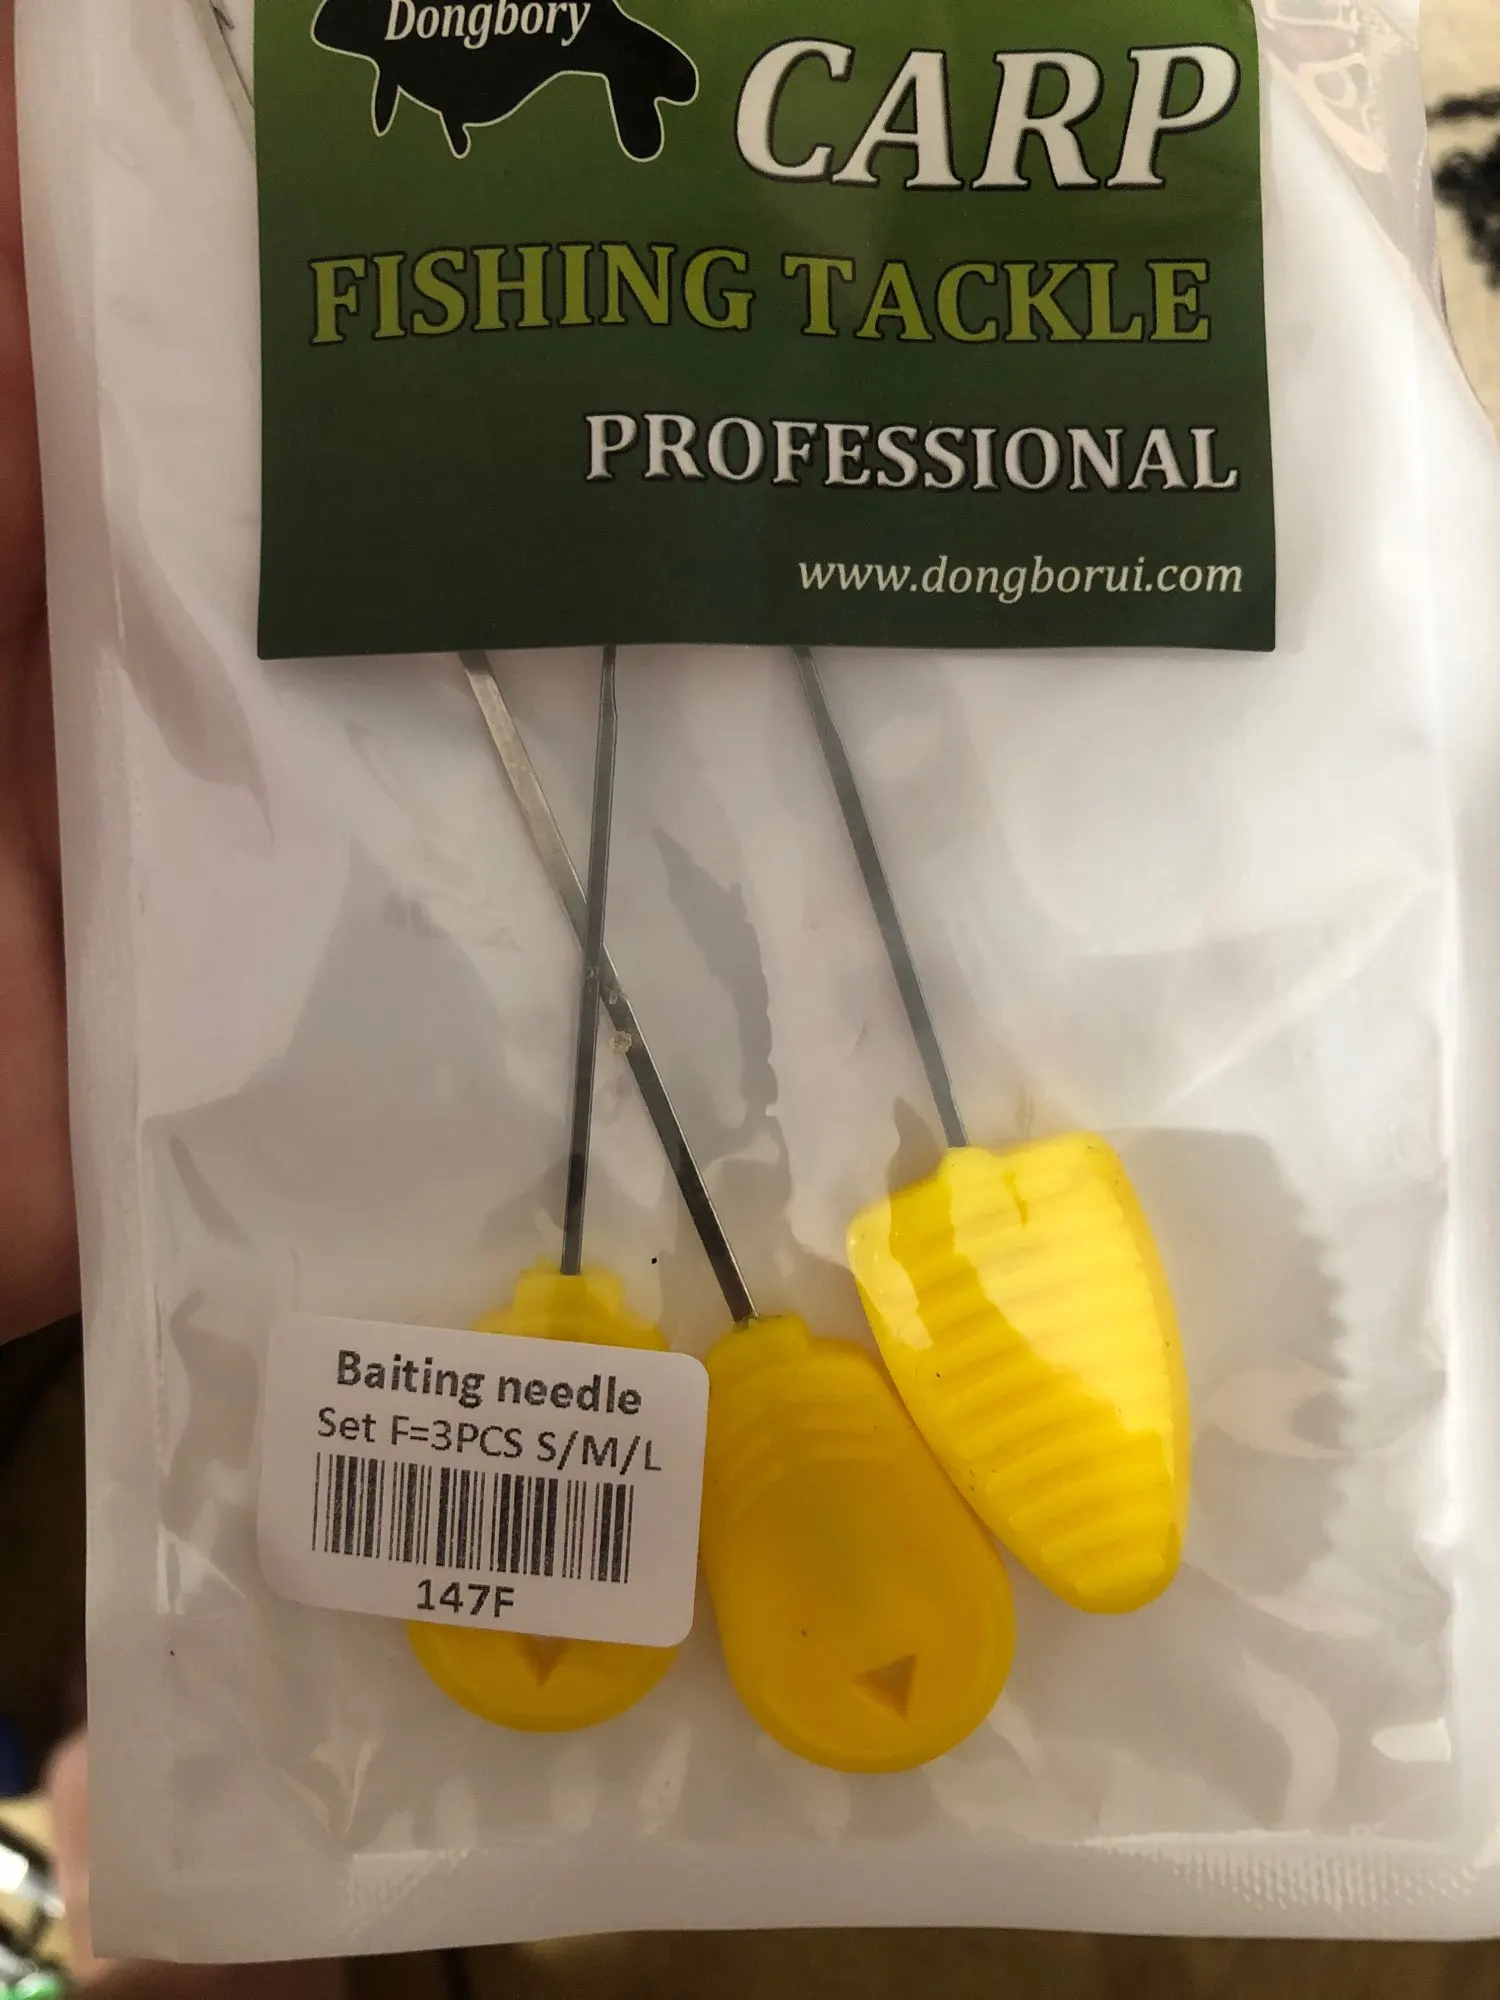 Dongbory
CARP
FISHING TACKLE
PROFESSIONAL
www.dongborui.com
Baiting needle
Set F=3PCS S/M/L
147F